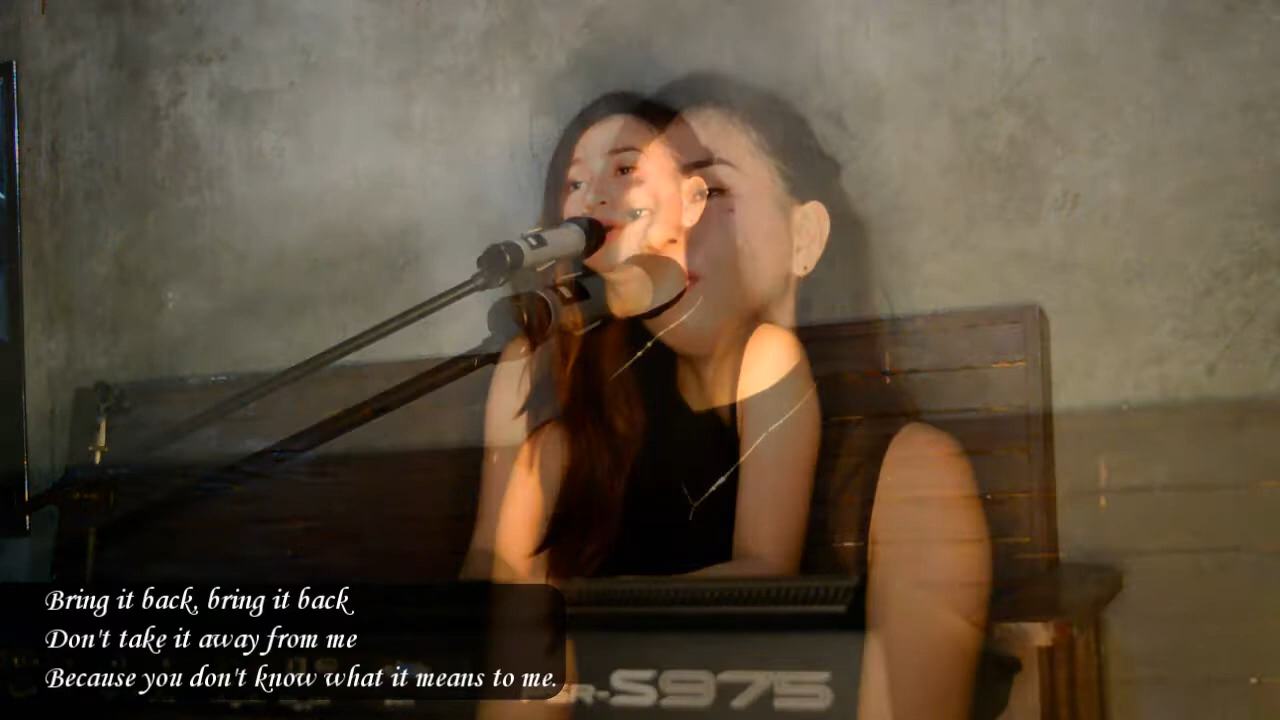 Bring it back, bring it back
Don't take it away from me
Because you don't know what it means to me.
SR-S975